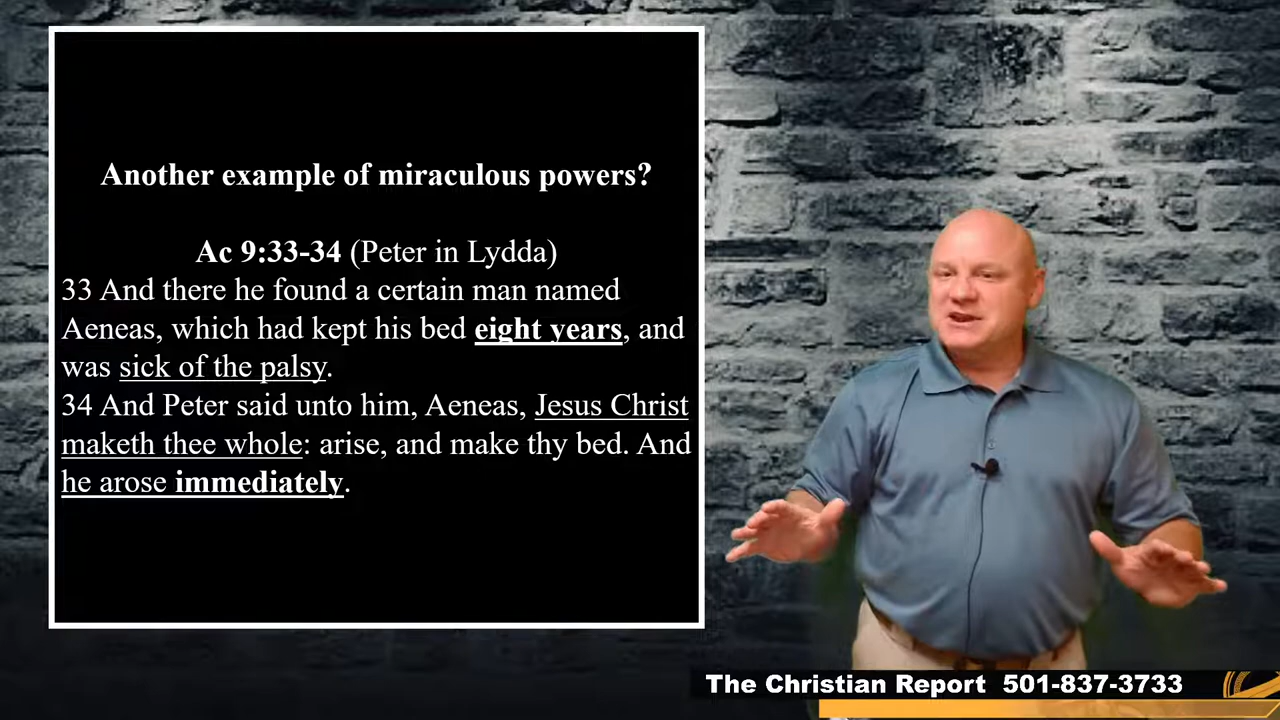 Another example of miraculous powers?
Ac 9:33-34 (Peter in Lydda)
33 And there he found a certain man named
Aeneas, which had kept his bed eight years, and
was sick of the palsy.
34 And Peter said unto him, Aeneas, Jesus Christ
maketh thee whole: arise, and make thy bed. And
he arose immediately.
The Christian Report 501-837-3733